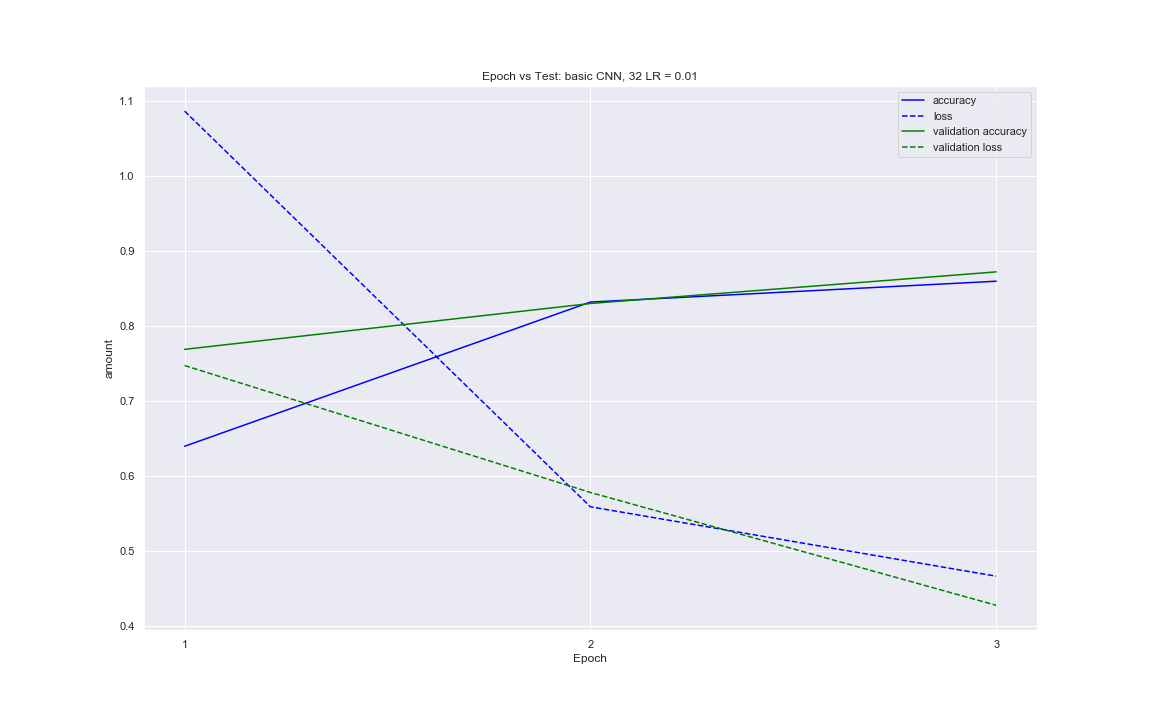 Epoch vs Test: basic CNN, 32 LR = 0.01
accuracy
loss
validation accuracy
validation loss
1.1
1.0
0.9
0.8
0.7
0.6
0.5
0.4
amount
1 2 3
Epoch